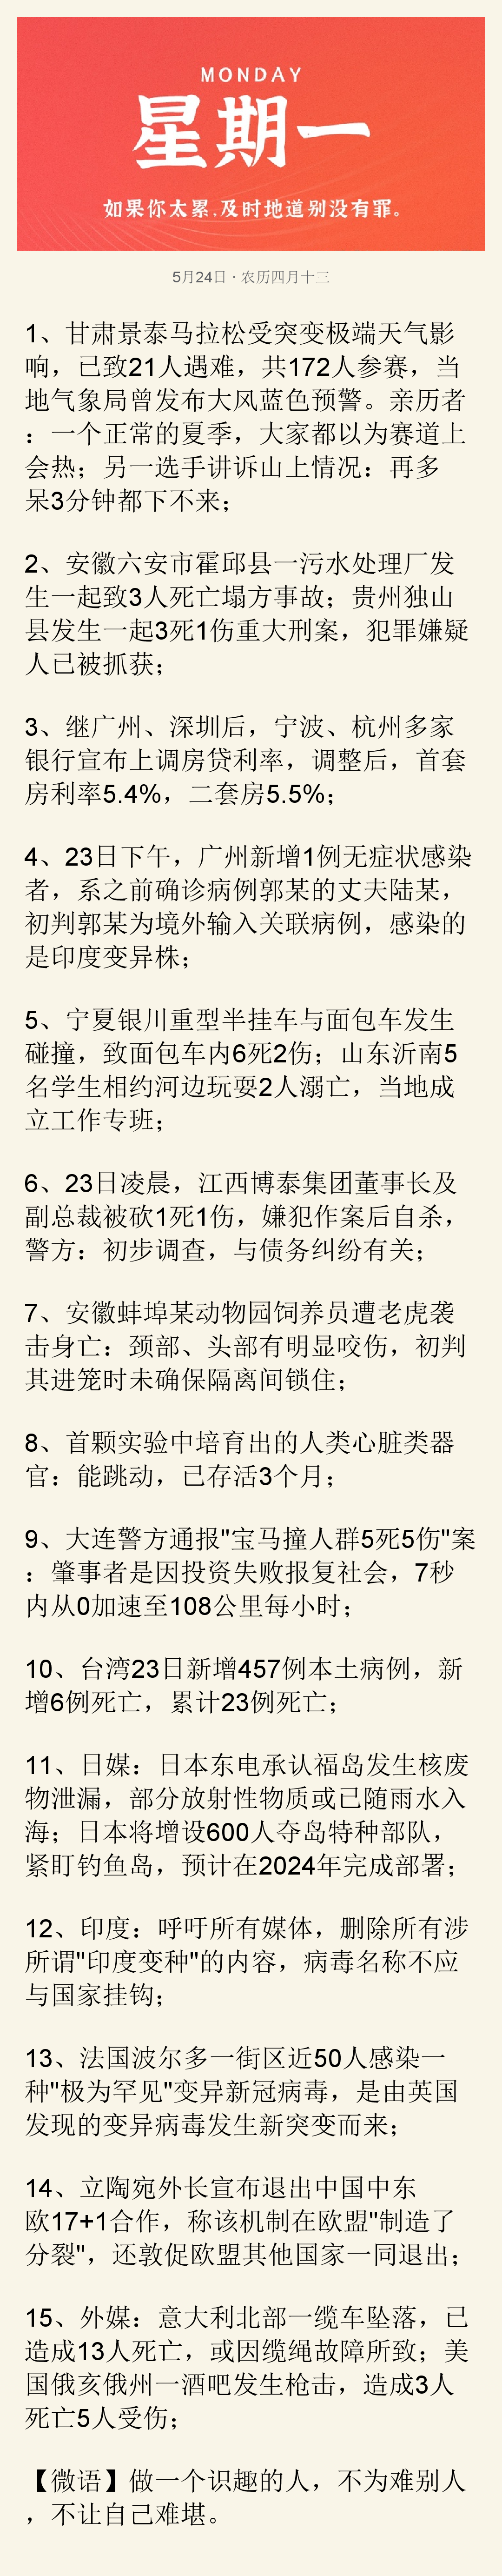 MONDAY
星期一
如果你太累,及时地道别没有罪。
5月24日·农历四月十三
1、甘肃景泰马拉松受突变极端天气影
响，已致21人遇难，共172人参赛，当
地气象局曾发布大风蓝色预警。亲历者
：一个正常的夏季，大家都以为赛道上
会热；另一选手讲诉山上情况：再多
呆3分钟都下不来；
2、安徽六安市霍邱县一污水处理厂发
生一起致3人死亡塌方事故；贵州独山
县发生一起3死1伤重大刑案，犯罪嫌疑
人已被抓获；
3、继广州、深圳后，宁波、杭州多家
银行宣布上调房贷利率，调整后，首套
房利率5.4%，二套房5.5%；
4、23日下午，广州新增1例无症状感染
者，系之前确诊病例郭某的丈夫陆某，
初判郭某为境外输入关联病例，感染的
是印度变异株；
5、宁夏银川重型半挂车与面包车发生
碰撞，致面包车内6死2伤；山东沂南5
名学生相约河边玩耍2人溺亡，当地成
立工作专班；
6、23日凌晨，江西博泰集团董事长及
副总裁被砍1死1伤，嫌犯作案后自杀，
警方：初步调查，与债务纠纷有关；
7、安徽蚌埠某动物园饲养员遭老虎袭
击身亡：颈部、头部有明显咬伤，初判
其进笼时未确保隔离间锁住；
8、首颗实验中培育出的人类心脏类器
官：能跳动，已存活3个月；
9、大连警方通报"宝马撞人群5死5伤"案
：肇事者是因投资失败报复社会，7秒
内从0加速至108公里每小时；
10、台湾23日新增457例本土病例，新
增6例死亡，累计23例死亡；
11、日媒：日本东电承认福岛发生核废
物泄漏，部分放射性物质或已随雨水入
海；日本将增设600人夺岛特种部队，
紧盯钓鱼岛，预计在2024年完成部署；
12、印度：呼吁所有媒体，删除所有涉
所谓"印度变种"的内容，病毒名称不应
与国家挂钩；
13、法国波尔多一街区近50人感染一
种"极为罕见"变异新冠病毒，是由英国
发现的变异病毒发生新突变而来；
14、立陶宛外长宣布退出中国中东
欧17+1合作，称该机制在欧盟"制造了
分裂"，还敦促欧盟其他国家一同退出；
15、外媒：意大利北部一缆车坠落，已
造成13人死亡，或因缆绳故障所致；美
国俄亥俄州一酒吧发生枪击，造成3人
死亡5人受伤；
【微语】做一个识趣的人，不为难别人
，不让自己难堪。